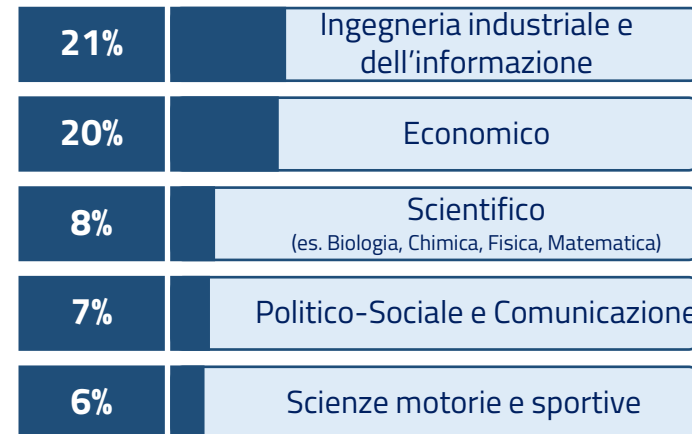 21%
Ingegneria industriale e
dell'informazione
20%
Economico
8%
Scientifico
(es. Biologia, Chimica, Fisica, Matematica)
7%
Politico-Sociale e Comunicazione
6%
Scienze motorie e sportive